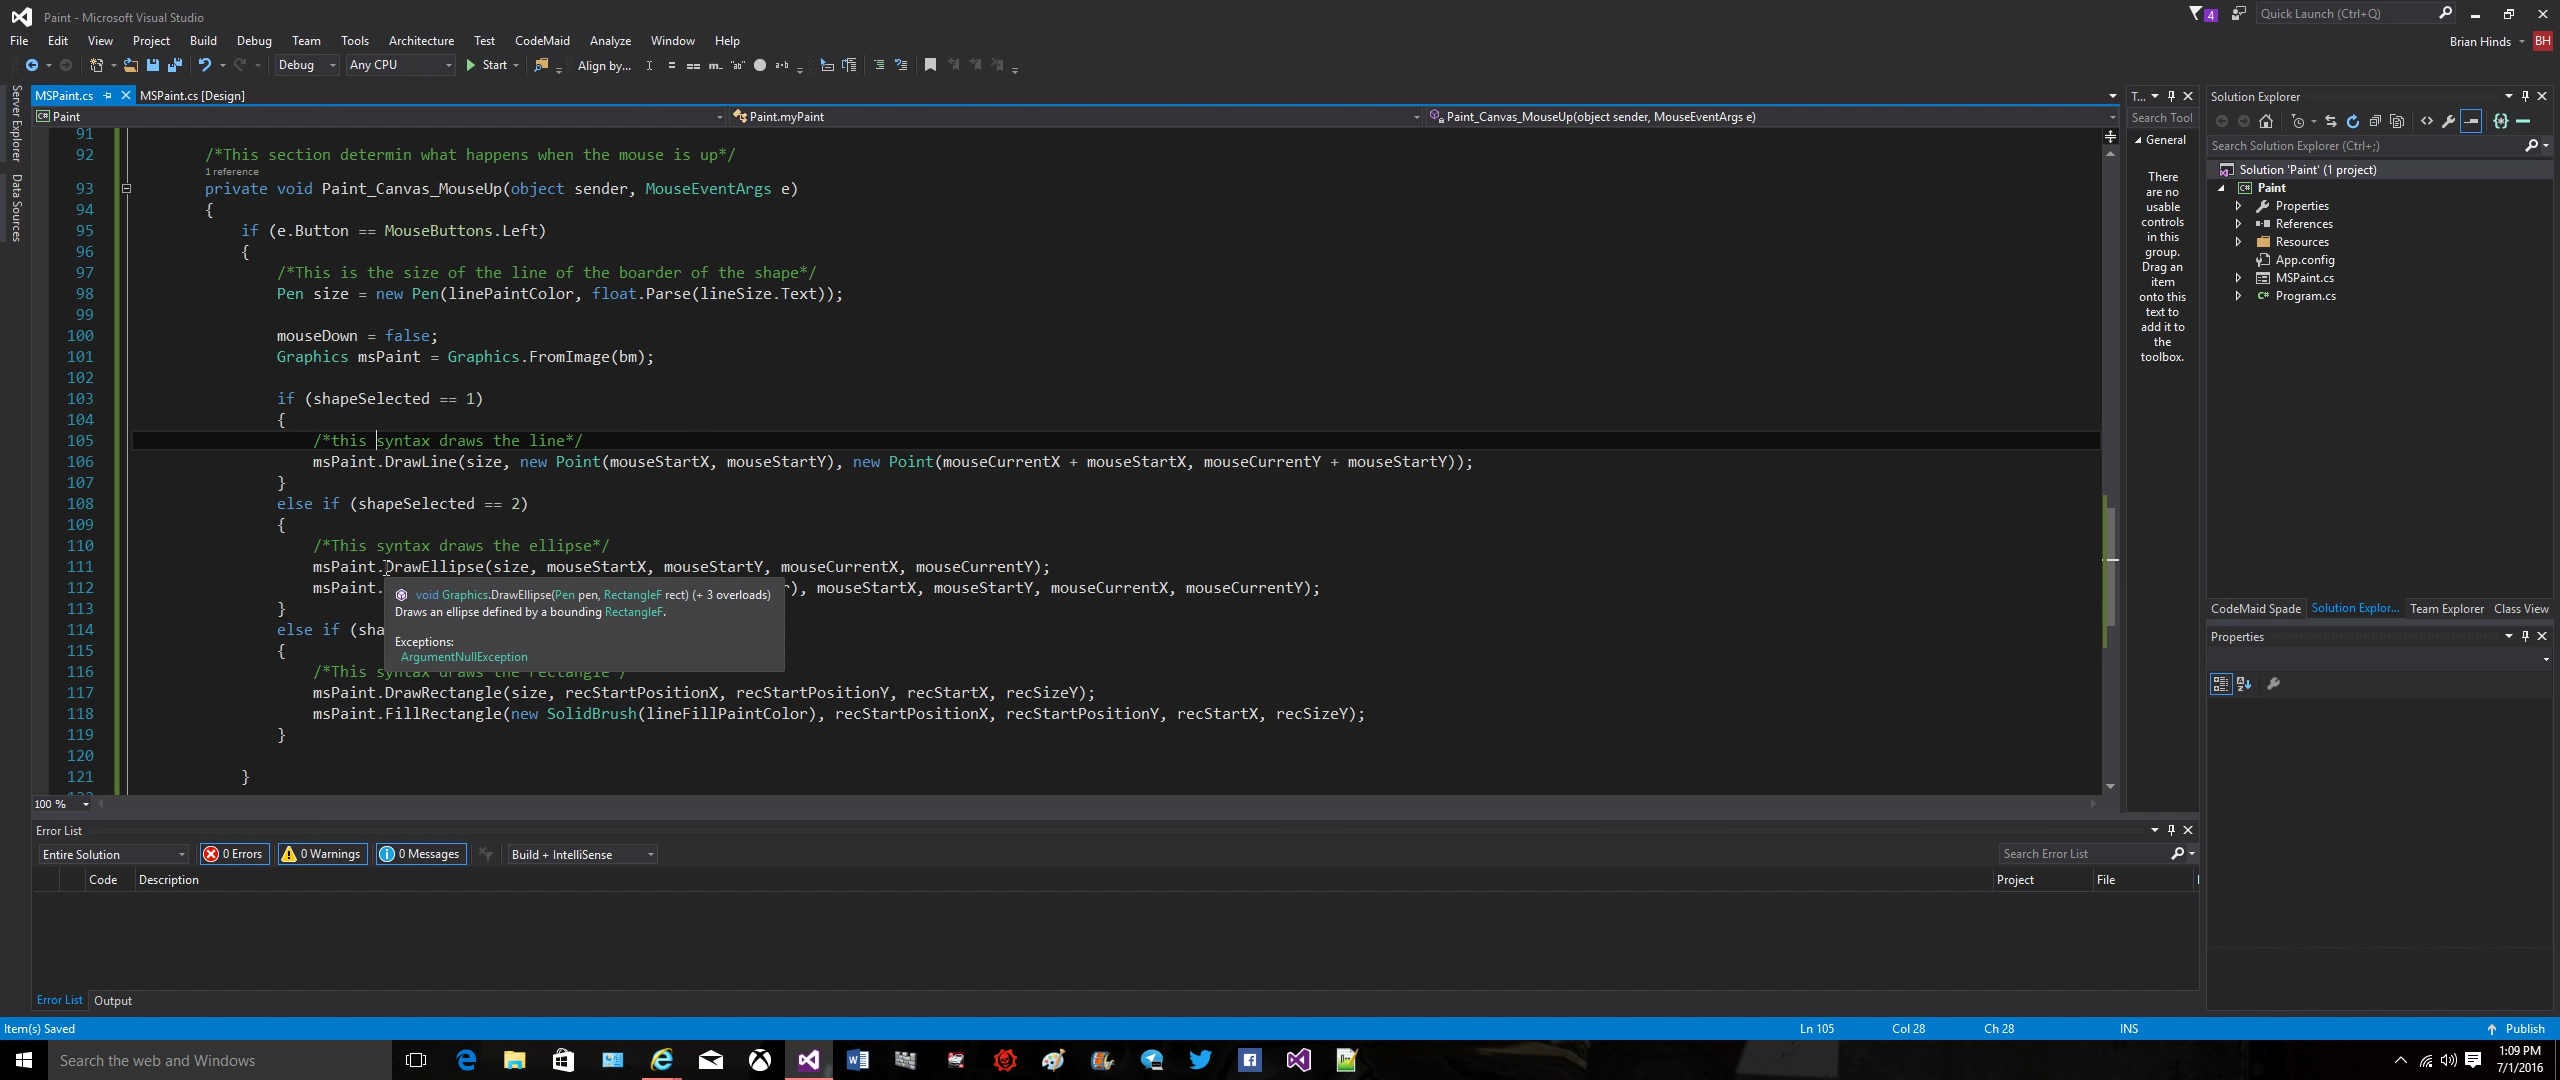 Paint - Microsoft Visual Studio
4
Quick Launch (Ctrl+Q)
File Edit View Project Build Debug Team Tools Architecture Test CodeMaid Analyze Window Help
Brian Hinds BH
Debug Any CPU Start Align by...
Server Explorer
Data Sources
MSPaint.cs MSPaint.cs [Design]
Paint Paint.myPaint Paint_Canvas_MouseUp(object sender, MouseEventArgs e)
91
92 /*This section determin what happens when the mouse is up*/
1 reference
93 private void Paint_Canvas_MouseUp(object sender, MouseEventArgs e)
94 {
95 if (e.Button == MouseButtons.Left)
96 {
97 /*This is the size of the line of the boarder of the shape*/
98 Pen size = new Pen(linePaintColor, float.Parse(lineSize.Text));
99
100 mouseDown = false;
101 Graphics msPaint = Graphics.FromImage(bm);
102
103 if (shapeSelected == 1)
104 {
105 /*this syntax draws the line*/
106 msPaint.DrawLine(size, new Point(mouseStartX, mouseStartY), new Point(mouseCurrentX + mouseStartX, mouseCurrentY + mouseStartY));
107 }
108 else if (shapeSelected == 2)
109 {
110 /*This syntax draws the ellipse*/
111 msPaint.DrawEllipse(size, mouseStartX, mouseStartY, mouseCurrentX, mouseCurrentY);
112 msPaint. r), mouseStartX, mouseStartY, mouseCurrentX, mouseCurrentY);
void Graphics.DrawEllipse(Pen pen, RectangleF rect) (+ 3 overloads)
Draws an ellipse defined by a bounding RectangleF.
Exceptions:
ArgumentNullException
113 }
114 else if (sha
115 {
116 /*This syntax draws the rectangle*/
117 msPaint.DrawRectangle(size, recStartPositionX, recStartPositionY, recStartX, recSizeY);
118 msPaint.FillRectangle(new SolidBrush(lineFillPaintColor), recStartPositionX, recStartPositionY, recStartX, recSizeY);
119 }
120
121 }
100 %
T...
Search Tool
General
There
are no
usable
controls
in this
group.
Drag an
item
onto this
text to
add it to
the
toolbox.
Solution Explorer
Search Solution Explorer (Ctrl+;)
Solution 'Paint' (1 project)
C# Paint
Properties
References
Resources
App.config
MSPaint.cs
C# Program.cs
CodeMaid Spade Solution Explor... Team Explorer Class View
Properties
Error List
Entire Solution 0 Errors 0 Warnings 0 Messages Build + IntelliSense Search Error List
Code Description Project File
Error List Output
Item(s) Saved Ln 105 Col 28 Ch 28 INS Publish
Search the web and Windows
1:09 PM
7/1/2016